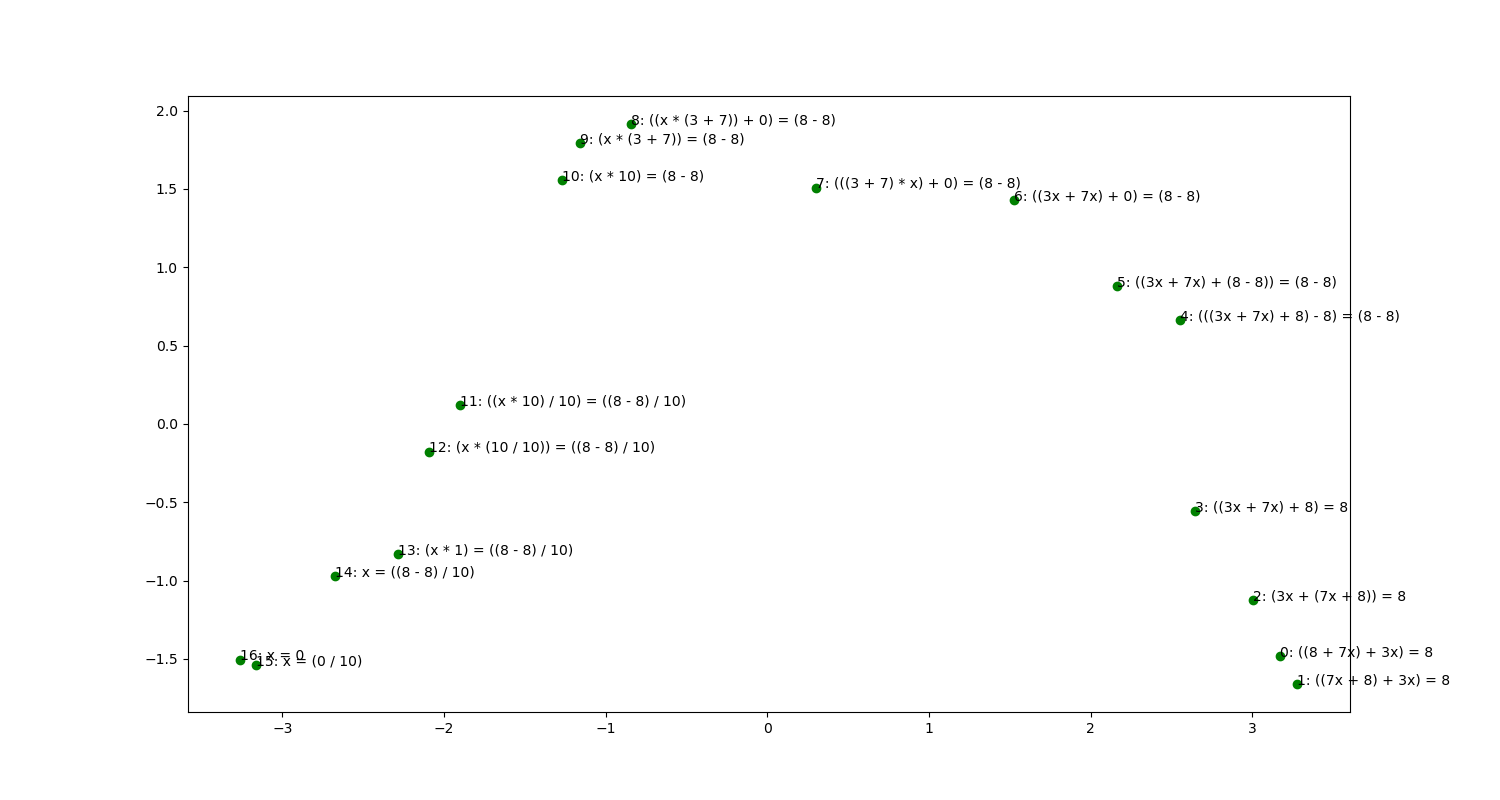 2.0
1.5
1.0
0.5
0.0
−0.5
−1.0
−1.5
8: ((x * (3 + 7)) + 0) = (8 - 8)
9: (x * (3 + 7)) = (8 - 8)
10: (x * 10) = (8 - 8)
7: (((3 + 7) * x) + 0) = (8 - 8)
6: ((3x + 7x) + 0) = (8 - 8)
5: ((3x + 7x) + (8 - 8)) = (8 - 8)
4: (((3x + 7x) + 8) - 8) = (8 - 8)
11: ((x * 10) / 10) = ((8 - 8) / 10)
12: (x * (10 / 10)) = ((8 - 8) / 10)
3: ((3x + 7x) + 8) = 8
13: (x * 1) = ((8 - 8) / 10)
14: x = ((8 - 8) / 10)
2: (3x + (7x + 8)) = 8
16: x = 0
15: x = (0 / 10)
0: ((8 + 7x) + 3x) = 8
1: ((7x + 8) + 3x) = 8
−3 −2 −1 0 1 2 3